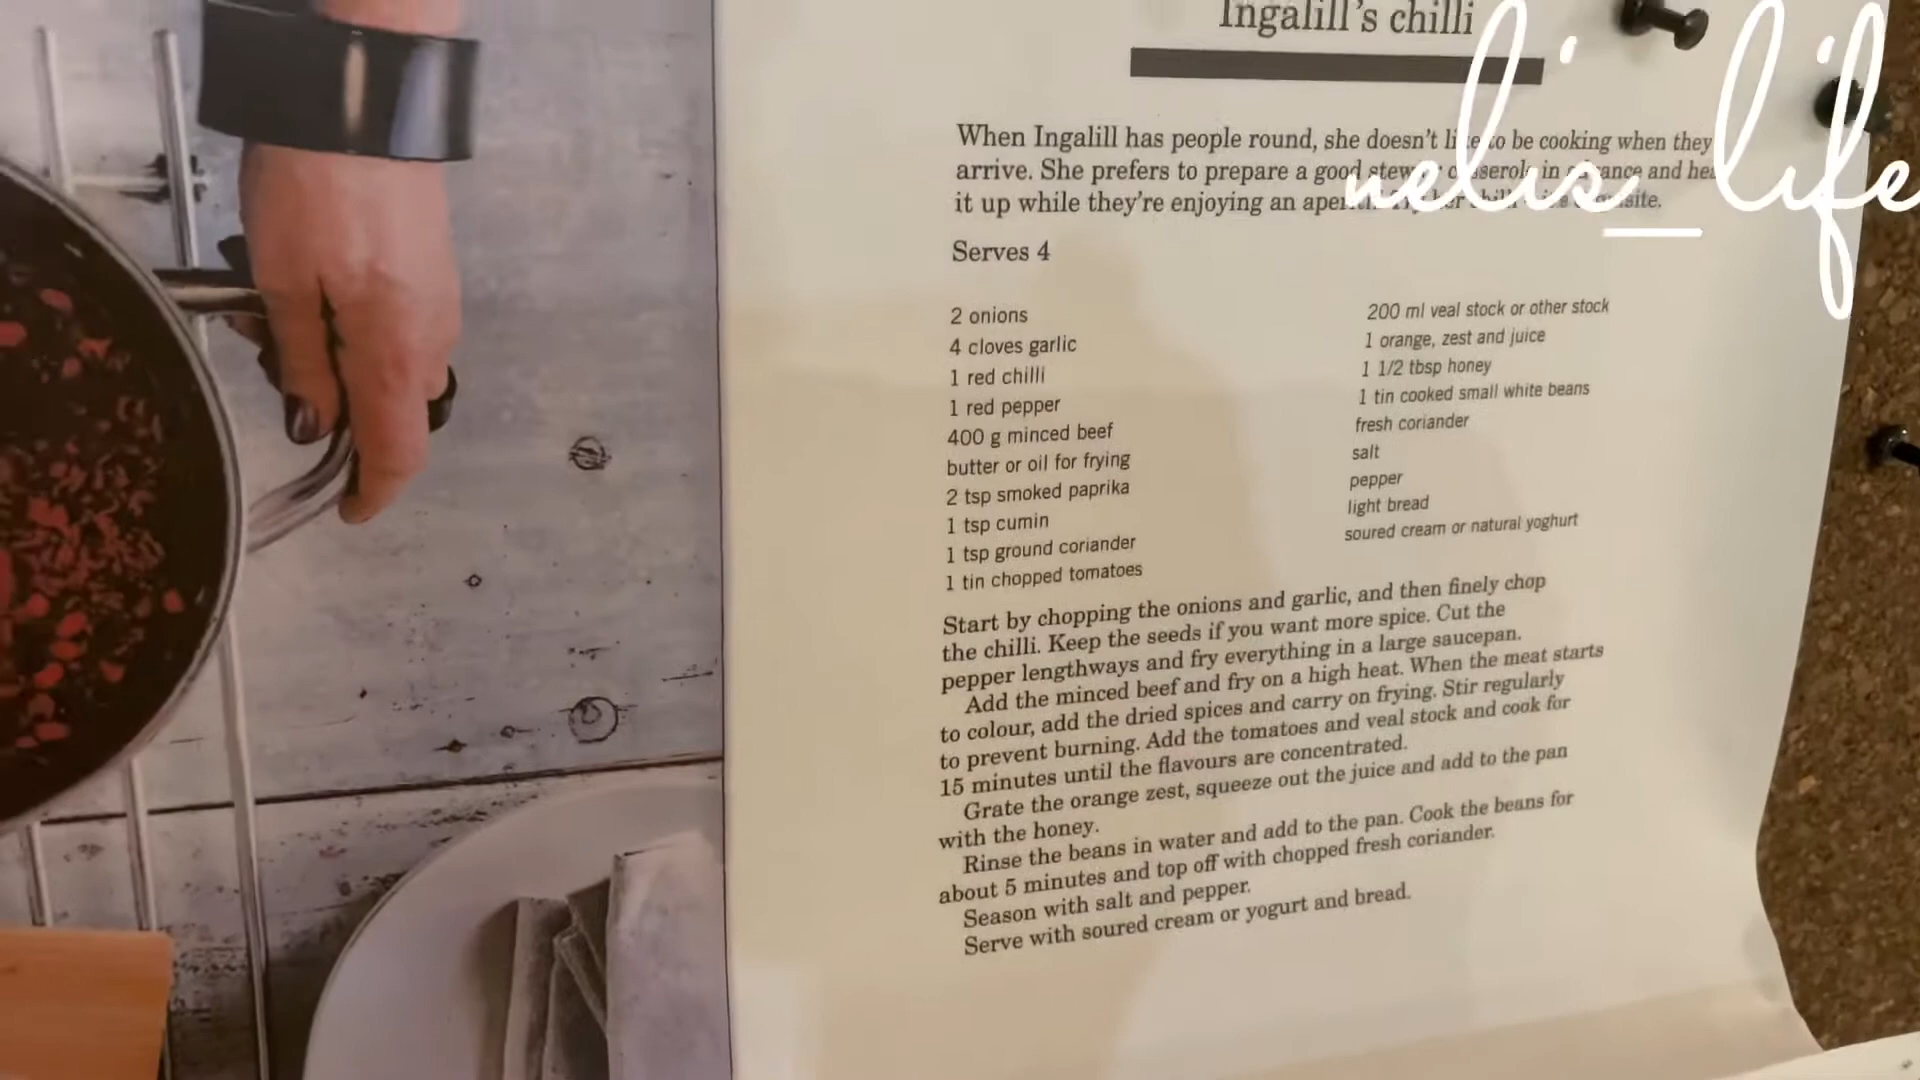 Ingalill's chilli
nelis_life
When Ingalill has people round, she doesn't like to be cooking when they
arrive. She prefers to prepare a good stew or casserole in advance and
it up while they're enjoying an
Serves 4
2 onions
4 cloves garlic
1 red chilli
1 red pepper
400 g minced beef
butter or oil for frying
2 tsp smoked paprika
1 tsp cumin
1 tsp ground coriander
1 tin chopped tomatoes
200 ml veal stock or other stock
1 orange, zest and juice
1 1/2 tbsp honey
1 tin cooked small white beans
fresh coriander
salt
pepper
light bread
soured cream or natural yoghurt
Start by chopping the onions and garlic, and then finely chop
the chilli. Keep the seeds if you want more spice. Cut the
pepper lengthways and fry everything in a large saucepan.
Add the minced beef and fry on a high heat. When the meat starts
to colour, add the dried spices and carry on frying. Stir regularly
to prevent burning. Add the tomatoes and veal stock and cook for
15 minutes until the flavours are concentrated.
Grate the orange zest, squeeze out the juice and add to the pan
with the honey.
Rinse the beans in water and add to the pan. Cook the beans for
about 5 minutes and top off with chopped fresh coriander.
Season with salt and pepper.
Serve with soured cream or yogurt and bread.